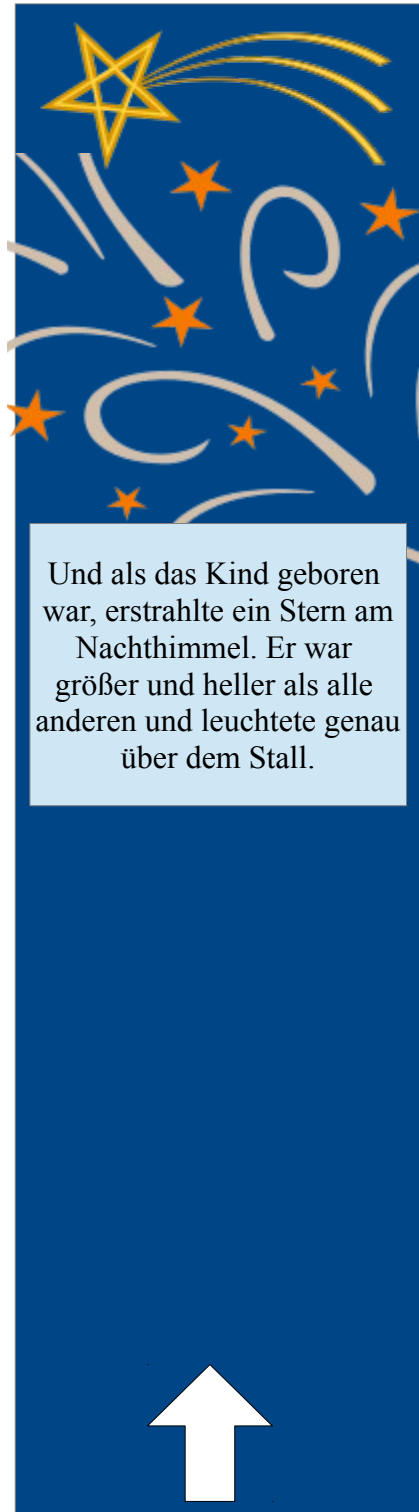 Und als das Kind geboren
war, erstrahlte ein Stern am
Nachthimmel. Er war
größer und heller als alle
anderen und leuchtete genau
über dem Stall.